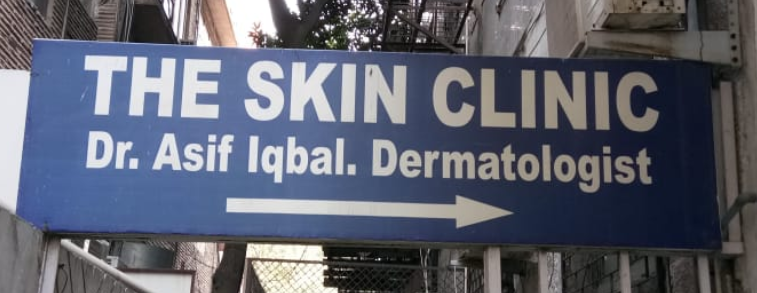 THE SKIN CLINIC
Dr. Asif Iqbal. Dermatologist